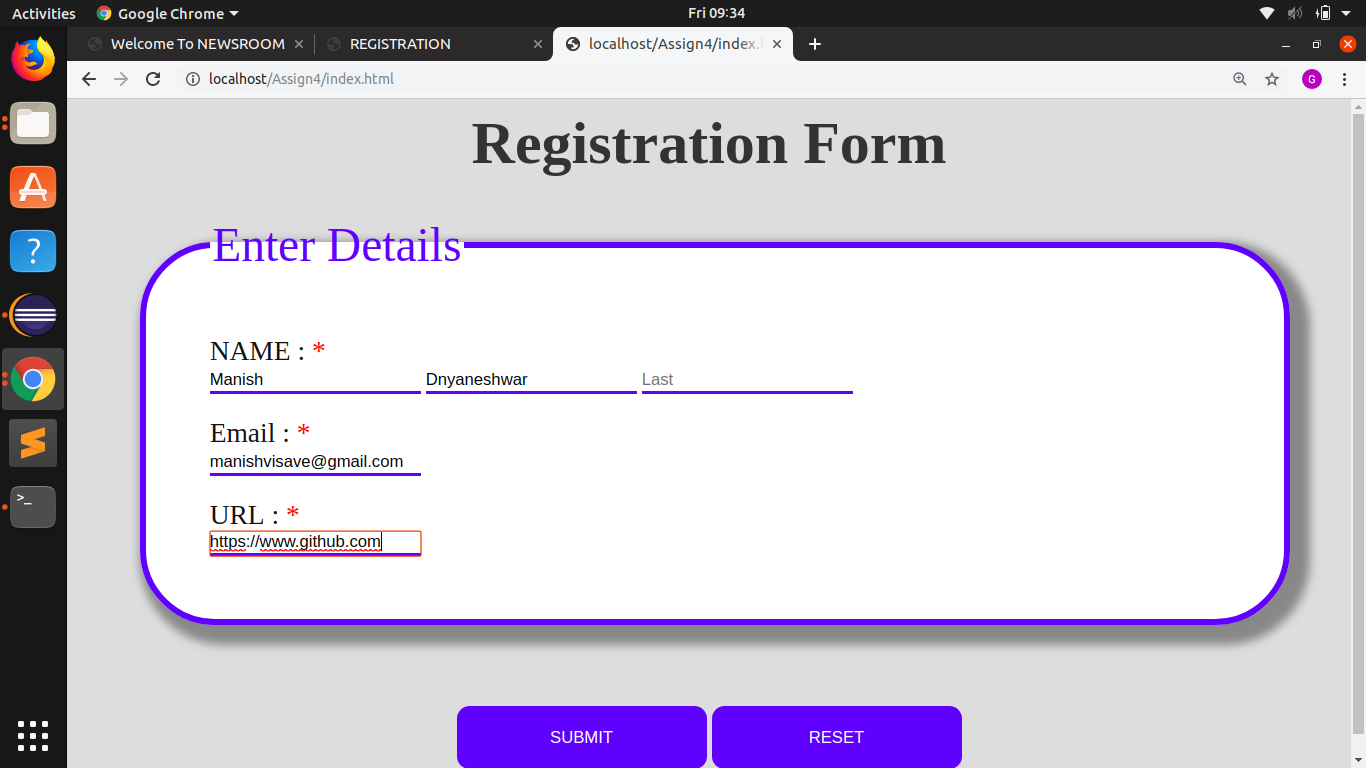 Activities Google Chrome Fri 09:34
Welcome To NEWSROOM REGISTRATION localhost/Assign4/index.
localhost/Assign4/index.html G
Registration Form
Enter Details
NAME : *
Manish Dnyaneshwar Last
Email : *
manishvisave@gmail.com
URL : *
https://www.github.com
SUBMIT RESET